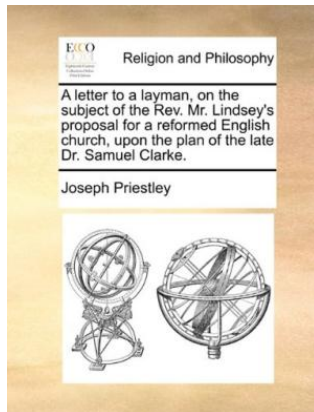 ECCO
Religion and Philosophy
A letter to a layman, on the
subject of the Rev. Mr. Lindsey's
proposal for a reformed English
church, upon the plan of the late
Dr. Samuel Clarke.
Joseph Priestley